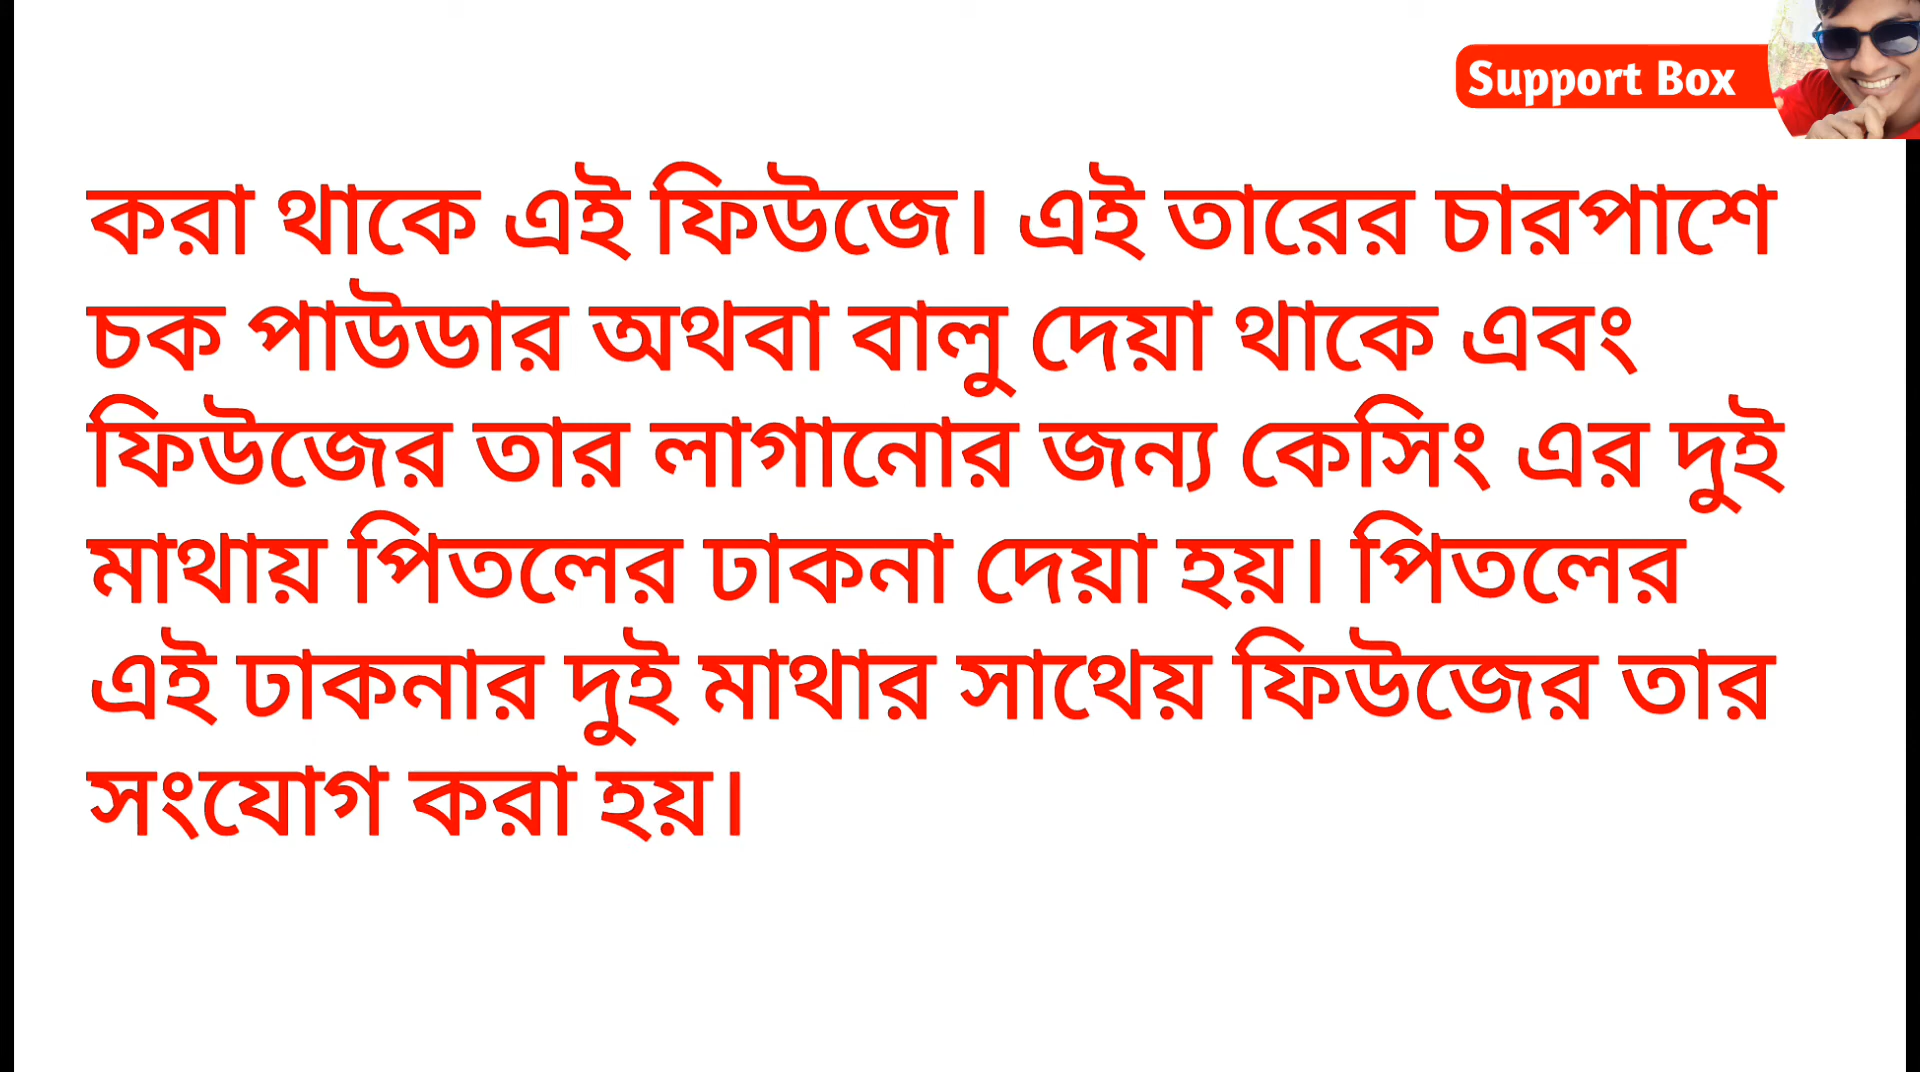 Support Box
করা থাকে এই ফিউজে। এই তারের চারপাশে
চক পাউডার অথবা বালু দেয়া থাকে এবং
ফিউজের তার লাগানোর জন্য কেসিং এর দুই
মাথায় পিতলের ঢাকনা দেয়া হয়। পিতলের
এই ঢাকনার দুই মাথার সাথেয় ফিউজের তার
সংযোগ করা হয়।